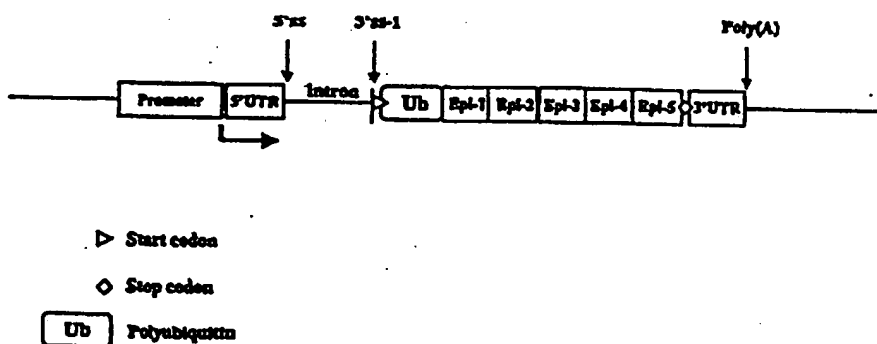 5'ss 3'ss-1 Poly(A)
Promoter 5'UTR Intron Ub Epi-1 Epi-2 Epi-3 Epi-4 Epi-5 3'UTR
Start codon
Stop codon
Ub Polyubiquitin